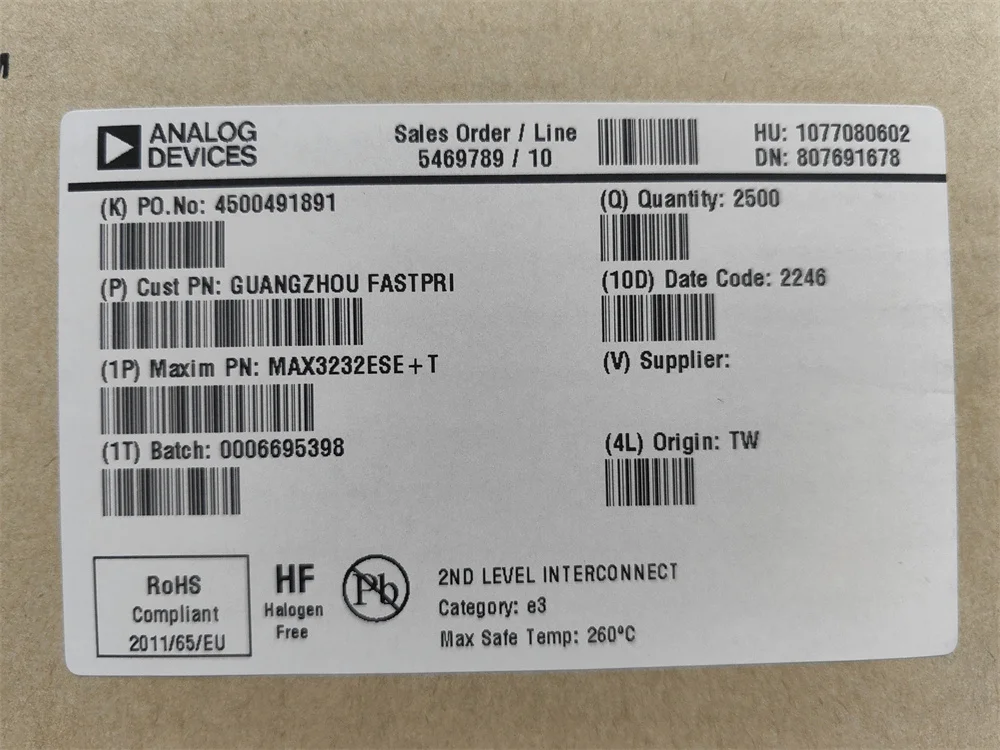 ANALOG
DEVICES
Sales Order / Line
5469789 / 10
HU: 1077080602
DN: 807691678
(K) PO.No: 4500491891
(Q) Quantity: 2500
(P) Cust PN: GUANGZHOU FASTPRI
(10D) Date Code: 2246
(1P) Maxim PN: MAX3232ESE+T
(V) Supplier:
(1T) Batch: 0006695398
(4L) Origin: TW
RoHS
Compliant
2011/65/EU
HF
Halogen
Free
Pb
2ND LEVEL INTERCONNECT
Category: e3
Max Safe Temp: 260ºC